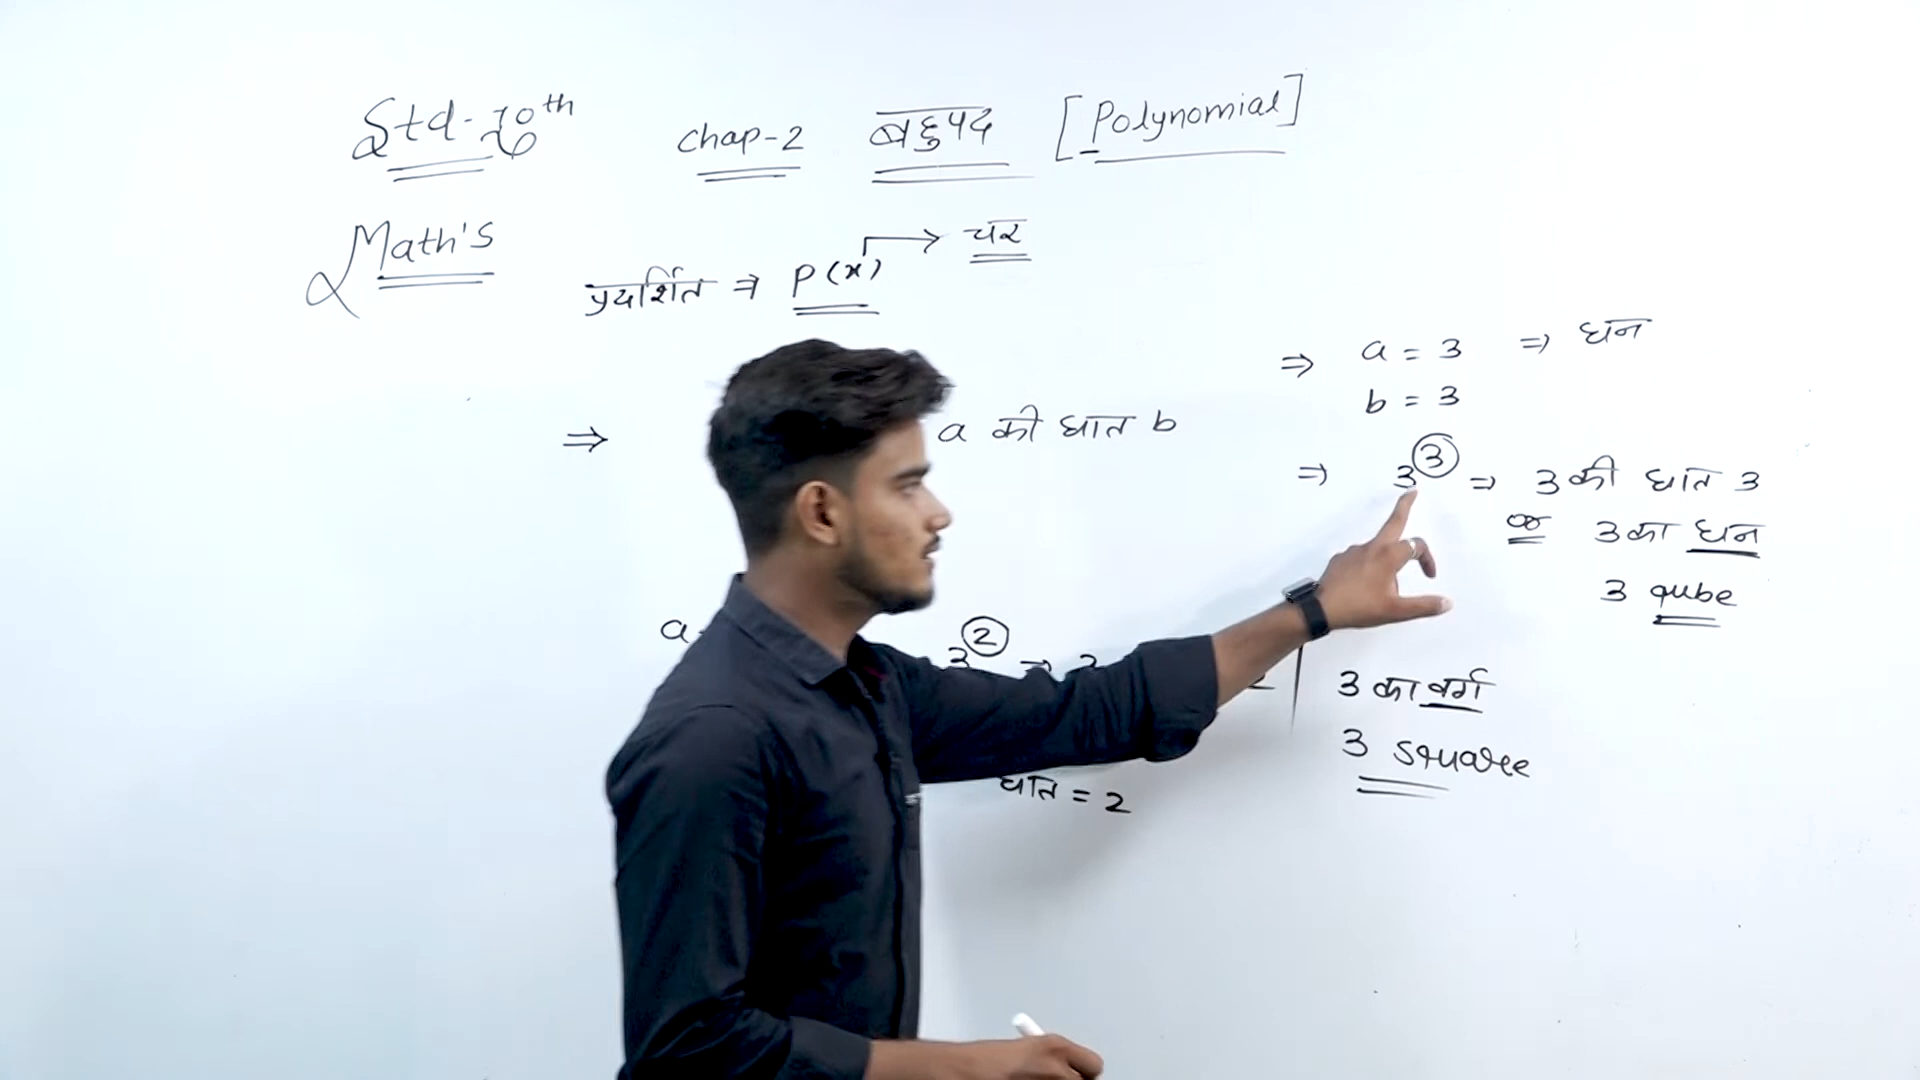 Std-10th chap-2 बहुपद [Polynomial]
Math's
प्रदर्शित ⇒ P(x) → चर
⇒ a की घात b
⇒ a = 3 ⇒ घन
b = 3
⇒ 3³ ⇒ 3 की घात 3
or 3 का घन
3 qube
a
3² →
3 का वर्ग
3 square
घात = 2